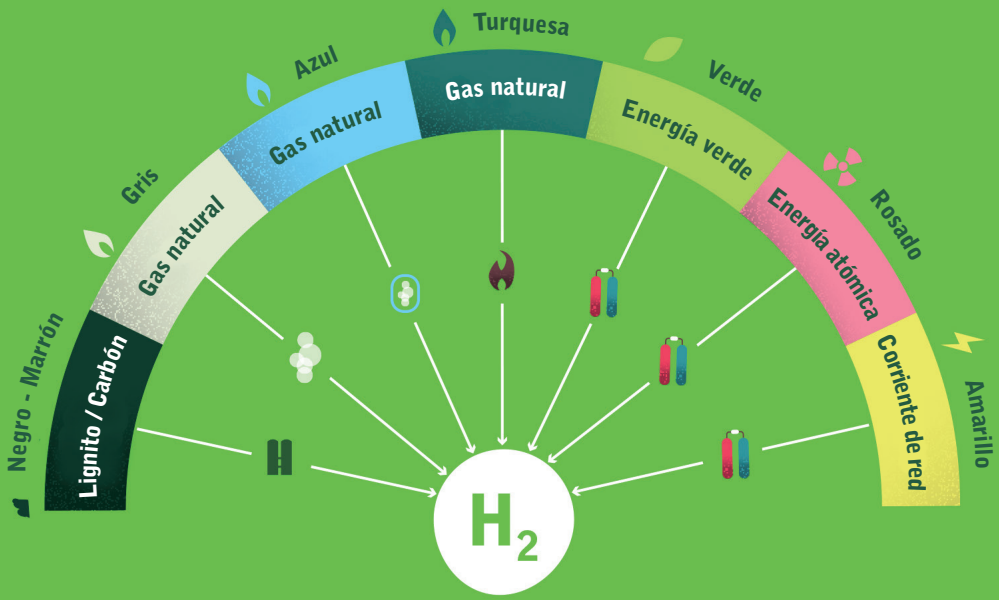 Negro - Marrón
Lignito / Carbón
Gris
Gas natural
Azul
Gas natural
Turquesa
Gas natural
Verde
Energía verde
Rosado
Energía atómica
Amarillo
Corriente de red
H₂